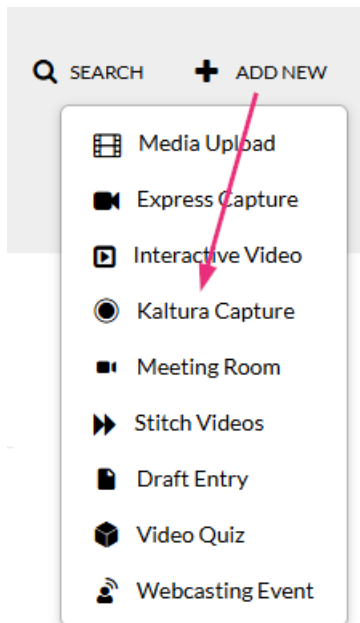 SEARCH ADD NEW
Media Upload
Express Capture
Interactive Video
Kaltura Capture
Meeting Room
Stitch Videos
Draft Entry
Video Quiz
Webcasting Event